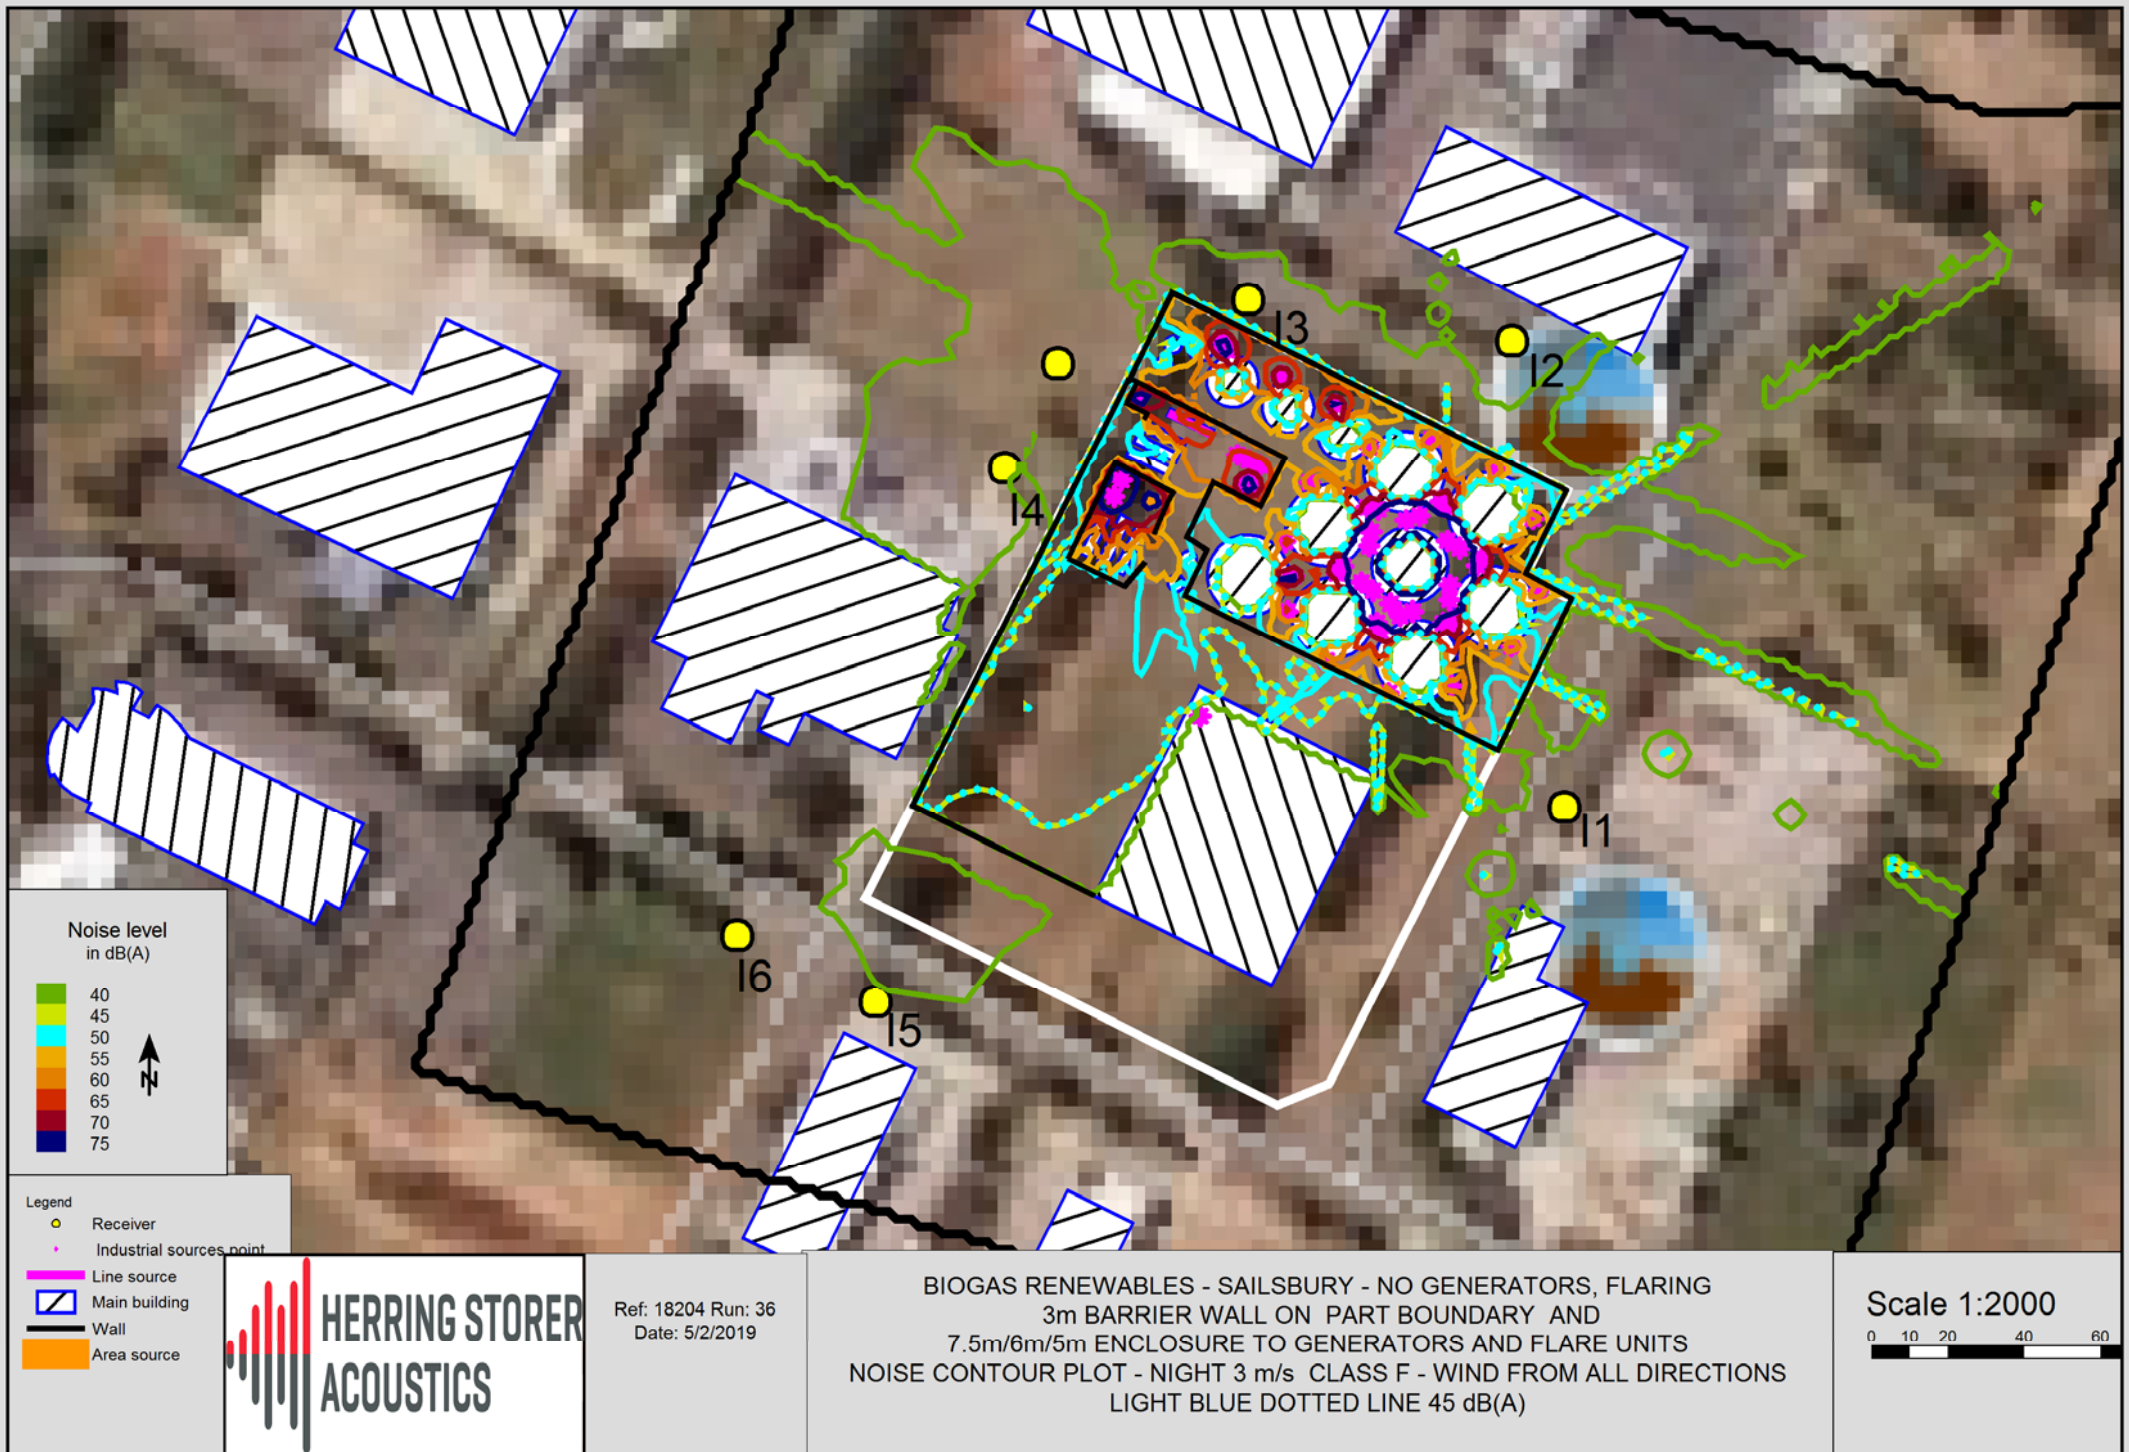 I3
I2
I4
I1
I6
I5
Noise level
in dB(A)
40
45
50
55
60
65
70
75
N
Legend
Receiver
Industrial sources point
Line source
Main building
Wall
Area source
HERRING STORER
ACOUSTICS
Ref: 18204 Run: 36
Date: 5/2/2019
BIOGAS RENEWABLES - SAILSBURY - NO GENERATORS, FLARING
3m BARRIER WALL ON PART BOUNDARY AND
7.5m/6m/5m ENCLOSURE TO GENERATORS AND FLARE UNITS
NOISE CONTOUR PLOT - NIGHT 3 m/s CLASS F - WIND FROM ALL DIRECTIONS
LIGHT BLUE DOTTED LINE 45 dB(A)
Scale 1:2000
0 10 20 40 60